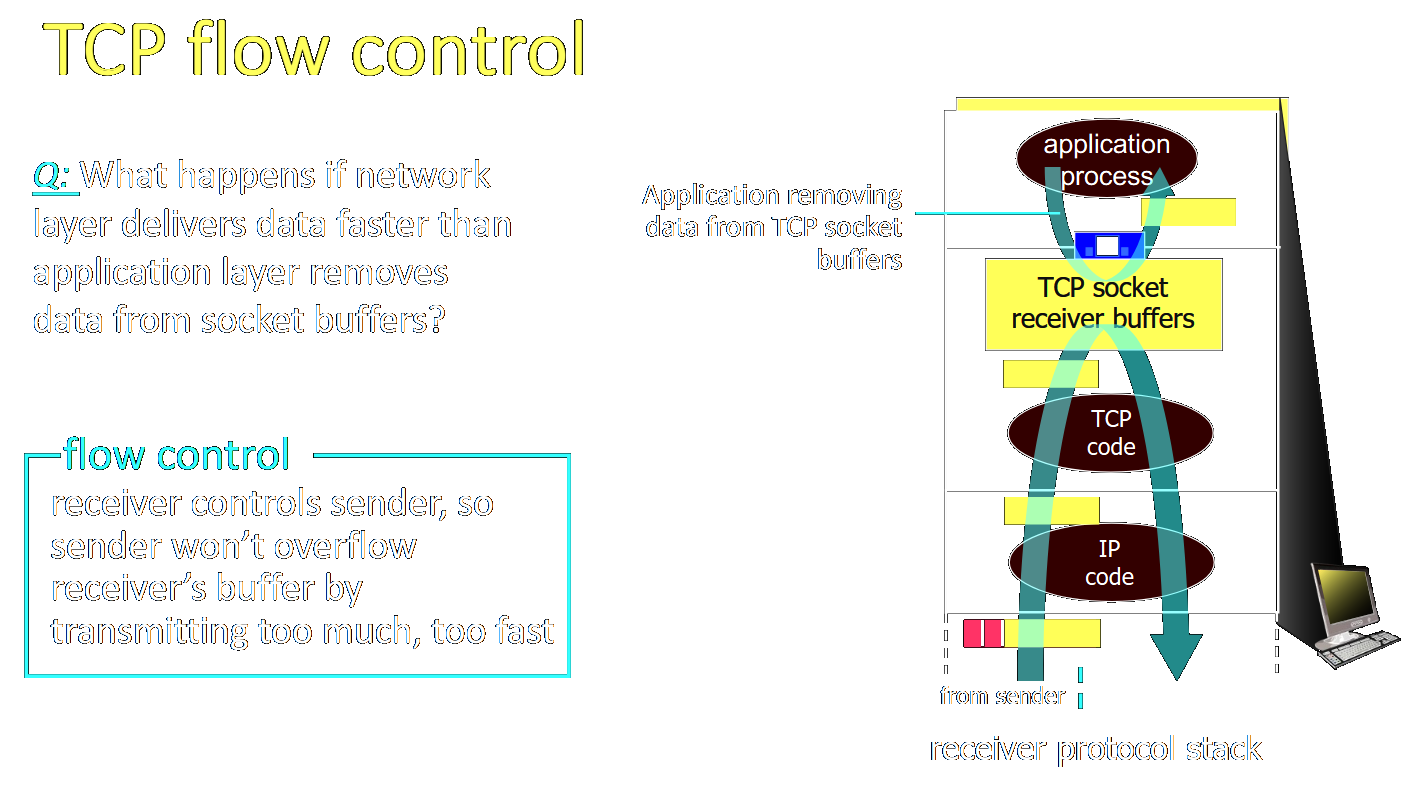 TCP flow control
Q: What happens if network
layer delivers data faster than
application layer removes
data from socket buffers?
flow control
receiver controls sender, so
sender won’t overflow
receiver’s buffer by
transmitting too much, too fast
Application removing
data from TCP socket
buffers
application
process
TCP socket
receiver buffers
TCP
code
IP
code
from sender
receiver protocol stack